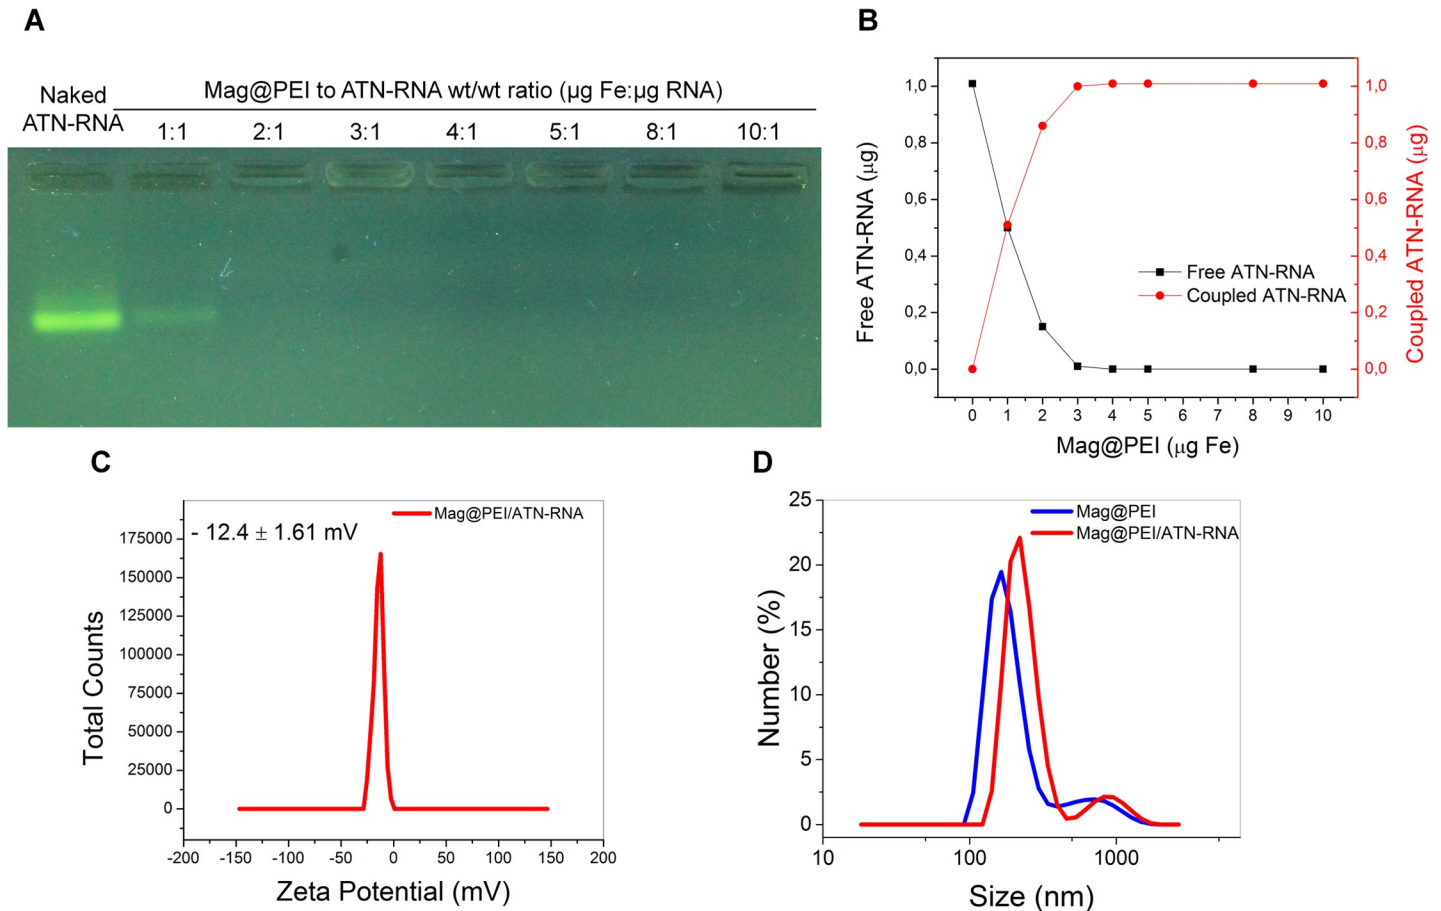 A
Naked
ATN-RNA
Mag@PEI to ATN-RNA wt/wt ratio (µg Fe:µg RNA)
1:1 2:1 3:1 4:1 5:1 8:1 10:1
B
1,0
0,8
0,6
0,4
0,2
0,0
Free ATN-RNA (µg)
Free ATN-RNA
Coupled ATN-RNA
1,0
0,8
0,6
0,4
0,2
0,0
Coupled ATN-RNA (µg)
0 1 2 3 4 5 6 7 8 9 10
Mag@PEI (µg Fe)
C
- 12.4 ± 1.61 mV
Mag@PEI/ATN-RNA
175000
150000
125000
100000
75000
50000
25000
0
Total Counts
-200 -150 -100 -50 0 50 100 150 200
Zeta Potential (mV)
D
Mag@PEI
Mag@PEI/ATN-RNA
25
20
15
10
5
0
Number (%)
10 100 1000
Size (nm)